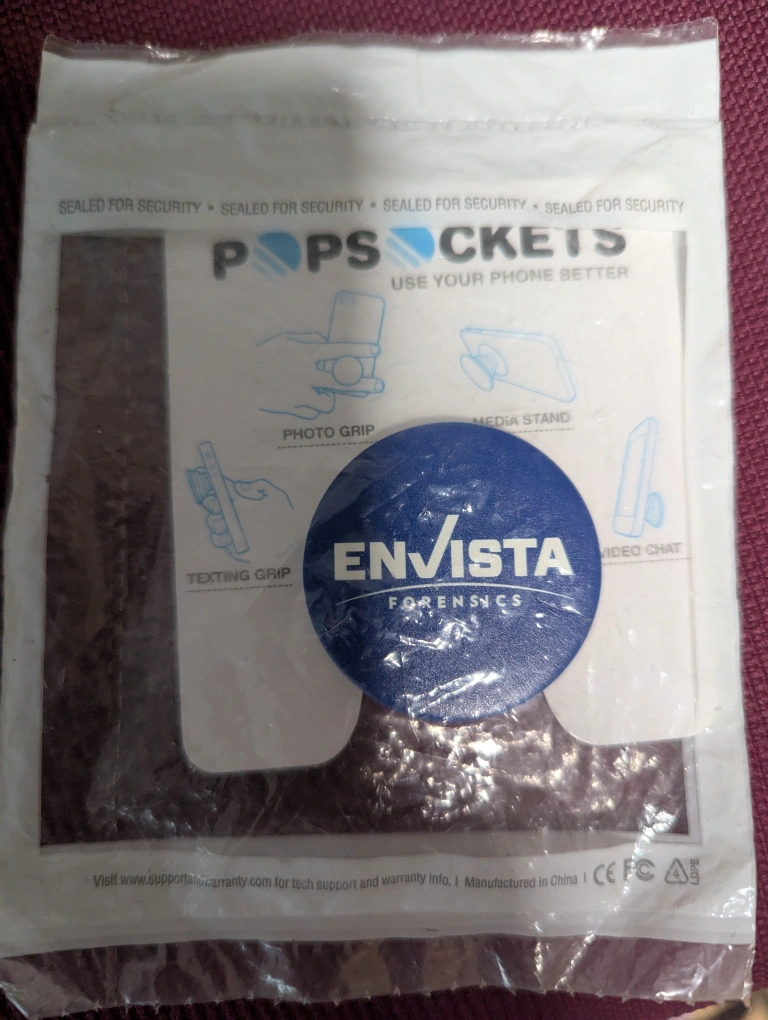 SEALED FOR SECURITY • SEALED FOR SECURITY • SEALED FOR SECURITY • SEALED FOR SECURITY
POPSOCKETS
USE YOUR PHONE BETTER
PHOTO GRIP
MEDIA STAND
TEXTING GRIP
VIDEO CHAT
ENVISTA
FORENSICS
Visit www.supportandwarranty.com for tech support and warranty info. | Manufactured in China | CE FC 4 LDPE